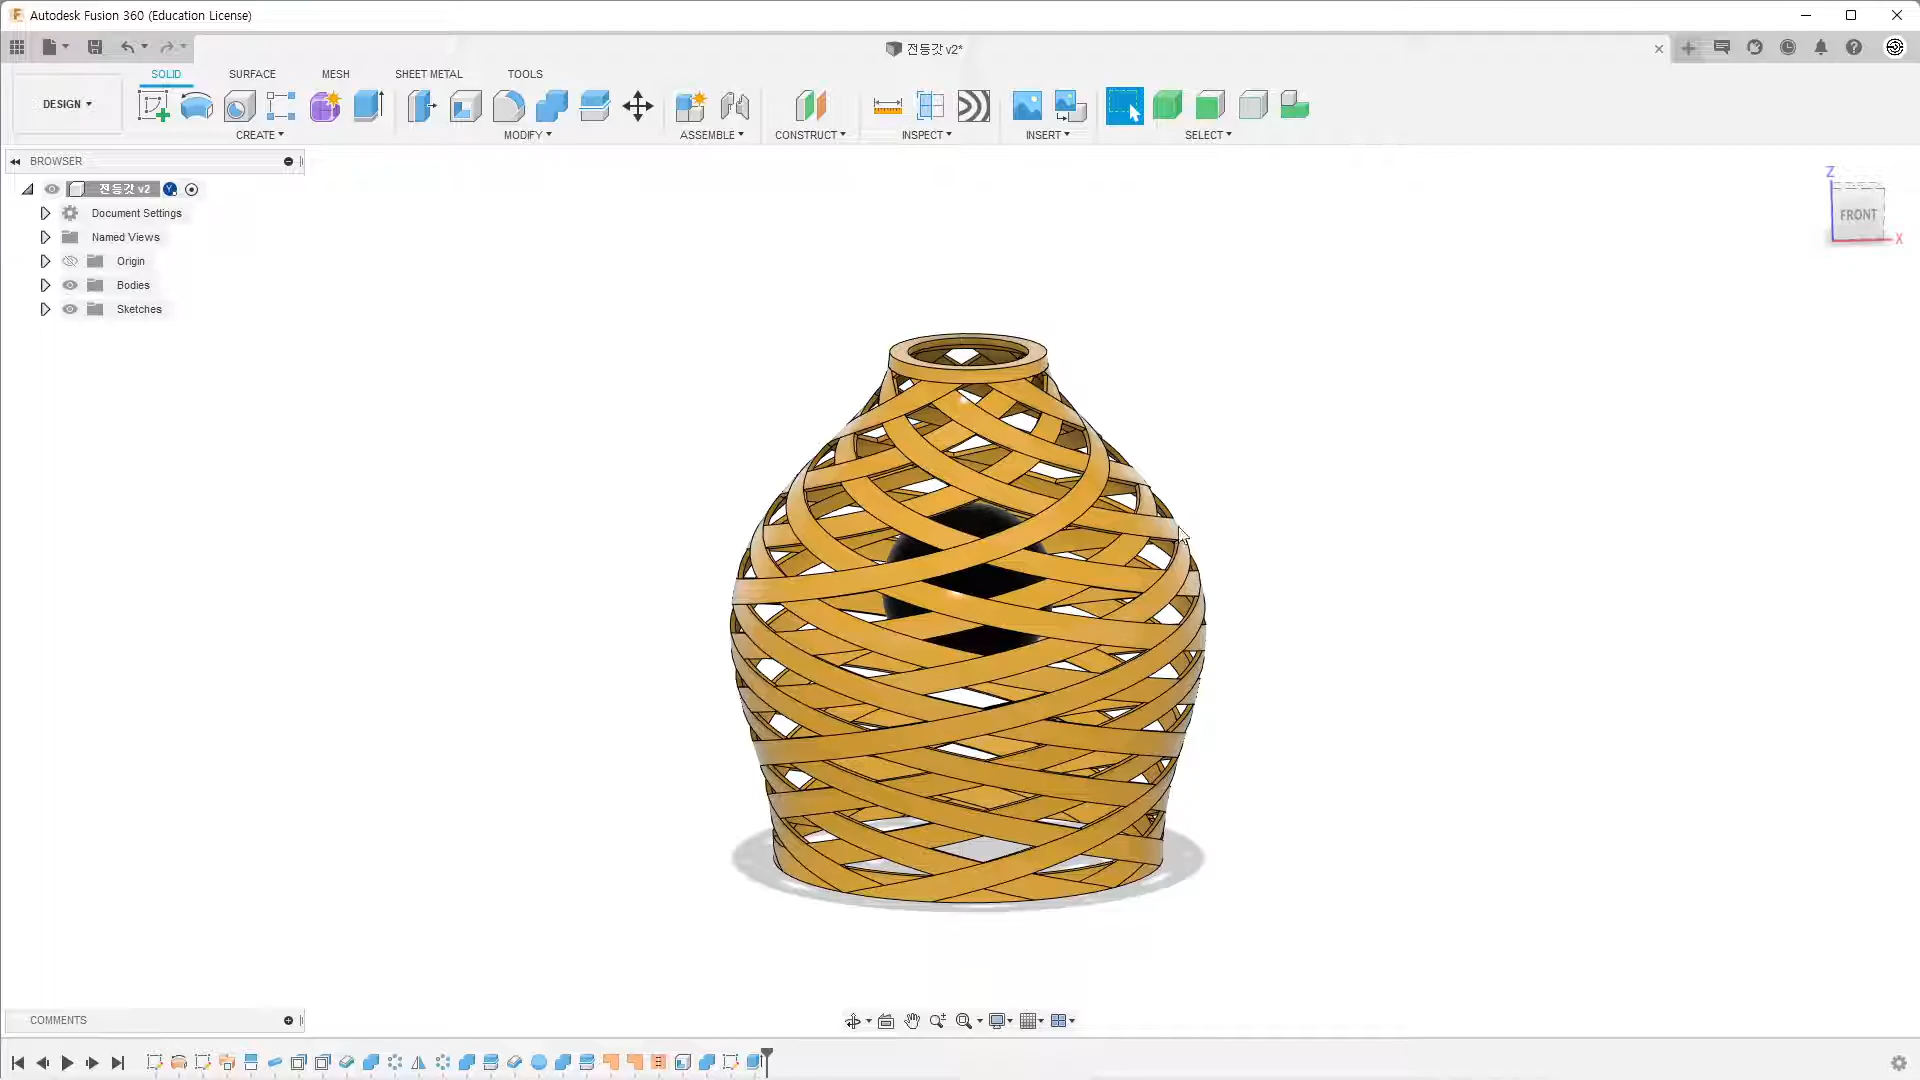 Autodesk Fusion 360 (Education License)
전등갓 v2*
SOLID
SURFACE
MESH
SHEET METAL
TOOLS
DESIGN
CREATE
MODIFY
ASSEMBLE
CONSTRUCT
INSPECT
INSERT
SELECT
BROWSER
전등갓 v2
Document Settings
Named Views
Origin
Bodies
Sketches
Z
FRONT
X
COMMENTS